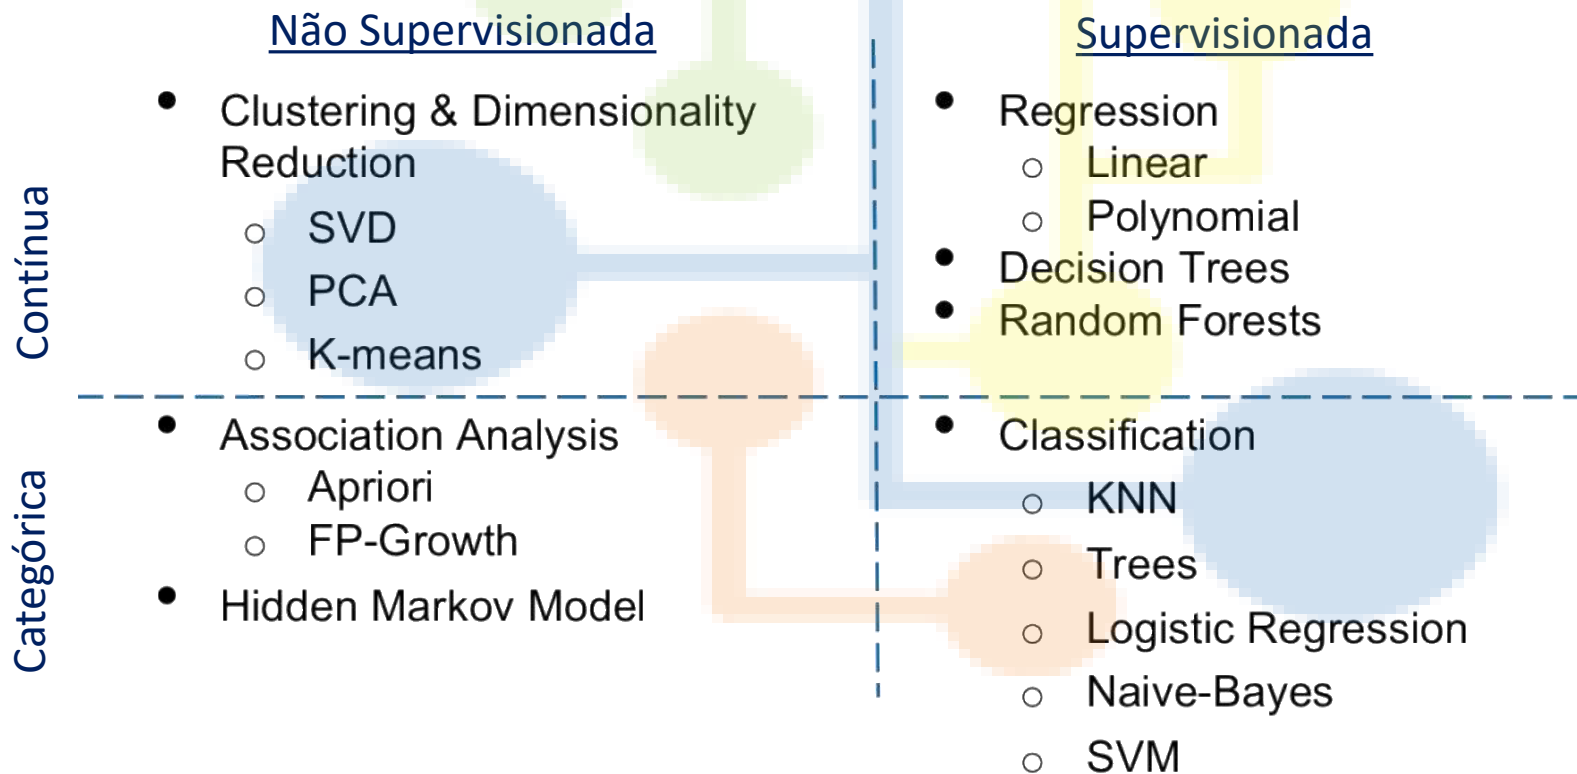 Não Supervisionada
Supervisionada
Contínua
Clustering & Dimensionality
Reduction
SVD
PCA
K-means
Regression
Linear
Polynomial
Decision Trees
Random Forests
Categórica
Association Analysis
Apriori
FP-Growth
Hidden Markov Model
Classification
KNN
Trees
Logistic Regression
Naive-Bayes
SVM